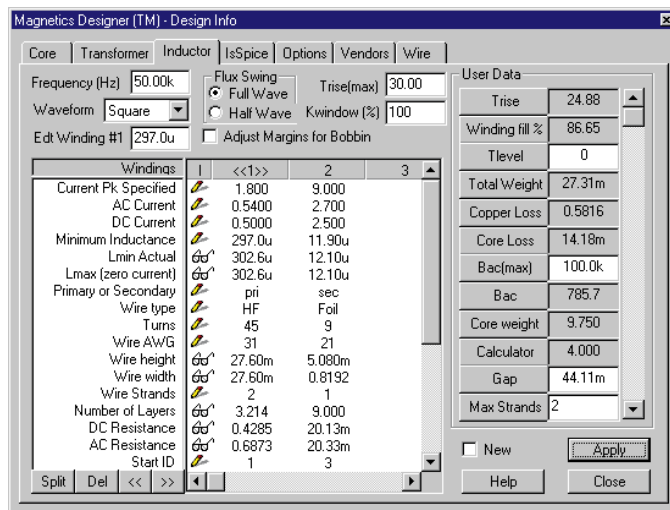 Magnetics Designer (TM) - Design Info
Core Transformer Inductor IsSpice Options Vendors Wire
Frequency (Hz) 50.00k
Waveform Square
Edt Winding #1 297.0u
Flux Swing
Full Wave
Half Wave
Trise(max) 30.00
Kwindow (%) 100
Adjust Margins for Bobbin
Windings I <<1>> 2 3
Current Pk Specified 1.800 9.000
AC Current 0.5400 2.700
DC Current 0.5000 2.500
Minimum Inductance 297.0u 11.90u
Lmin Actual 302.6u 12.10u
Lmax (zero current) 302.6u 12.10u
Primary or Secondary pri sec
Wire type HF Foil
Turns 45 9
Wire AWG 31 21
Wire height 27.60m 5.080m
Wire width 27.60m 0.8192
Wire Strands 2 1
Number of Layers 3.214 9.000
DC Resistance 0.4285 20.13m
AC Resistance 0.6873 20.33m
Start ID 1 3
Split Del << >>
User Data
Trise 24.88
Winding fill % 86.65
Tlevel 0
Total Weight 27.31m
Copper Loss 0.5816
Core Loss 14.18m
Bac(max) 100.0k
Bac 785.7
Core weight 9.750
Calculator 4.000
Gap 44.11m
Max Strands 2
New Apply
Help Close